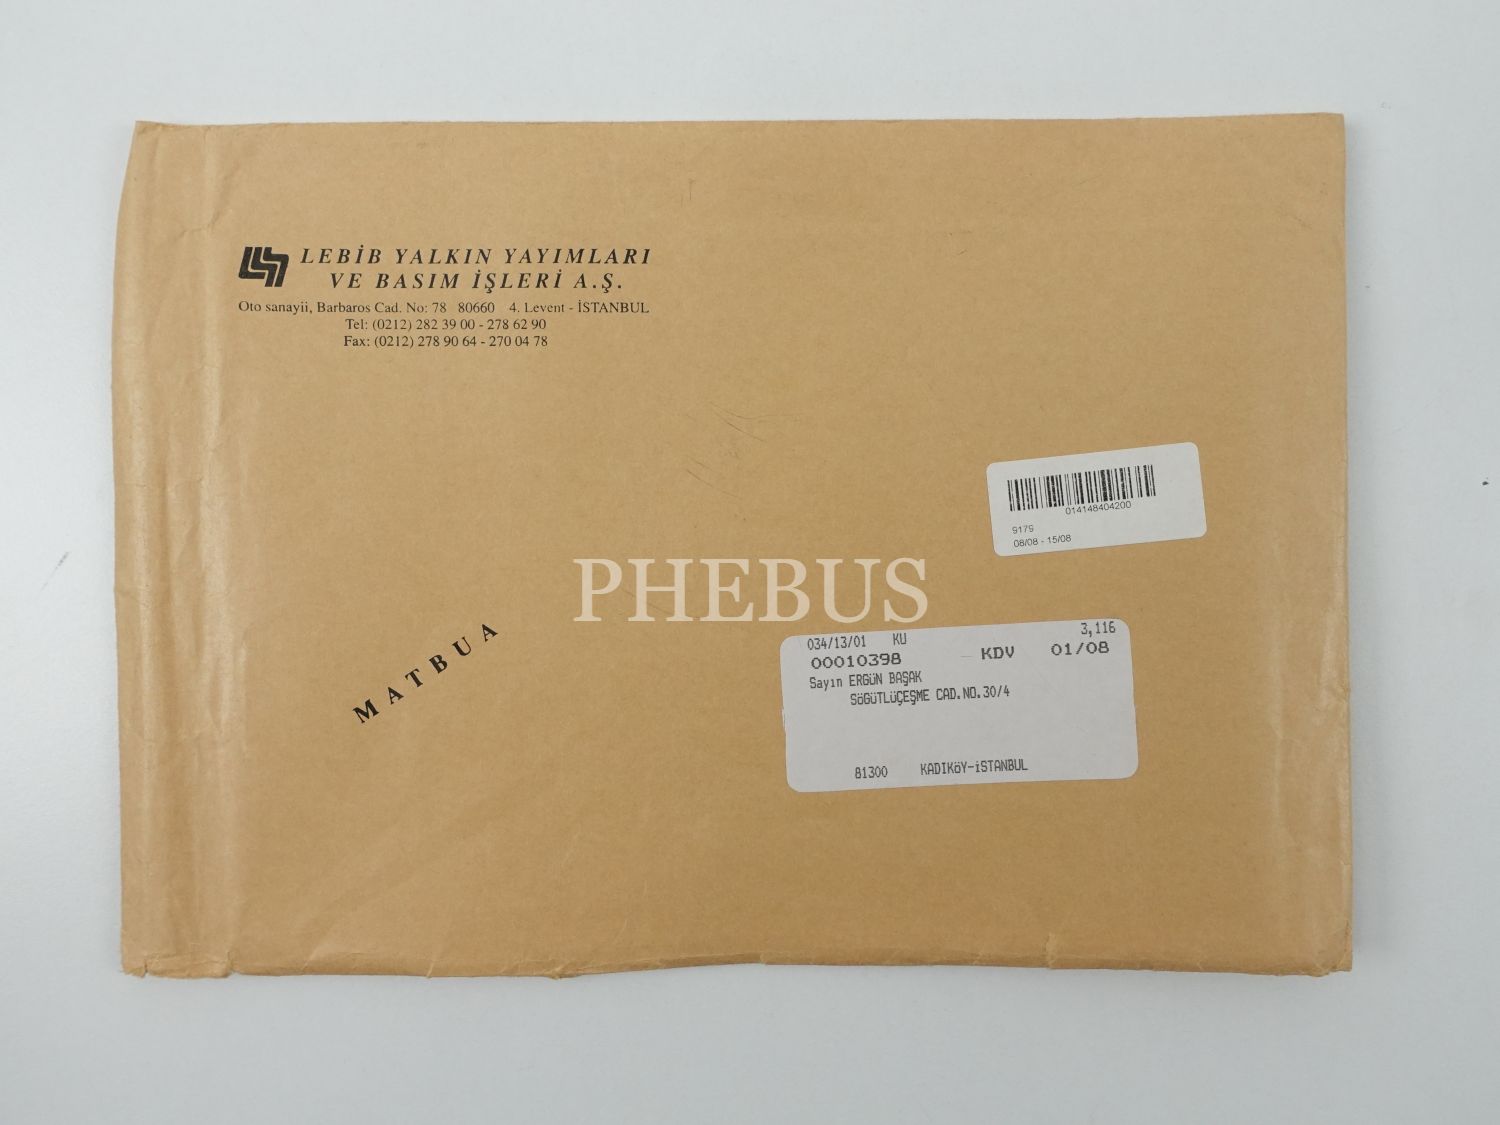 LEBİB YALKIN YAYIMLARI
VE BASIM İŞLERİ A.Ş.
Oto sanayii, Barbaros Cad. No: 78 80660 4. Levent - İSTANBUL
Tel: (0212) 282 39 00 - 278 62 90
Fax: (0212) 278 90 64 - 270 04 78
014148404200
9179
08/08 - 15/08
PHEBUS
MATBUA
034/13/01 KU 3,116
00010398 - KDV 01/08
Sayın ERGÜN BAŞAK
SÖĞÜTLÜÇEŞME CAD.NO.30/4
81300 KADIKÖY-İSTANBUL